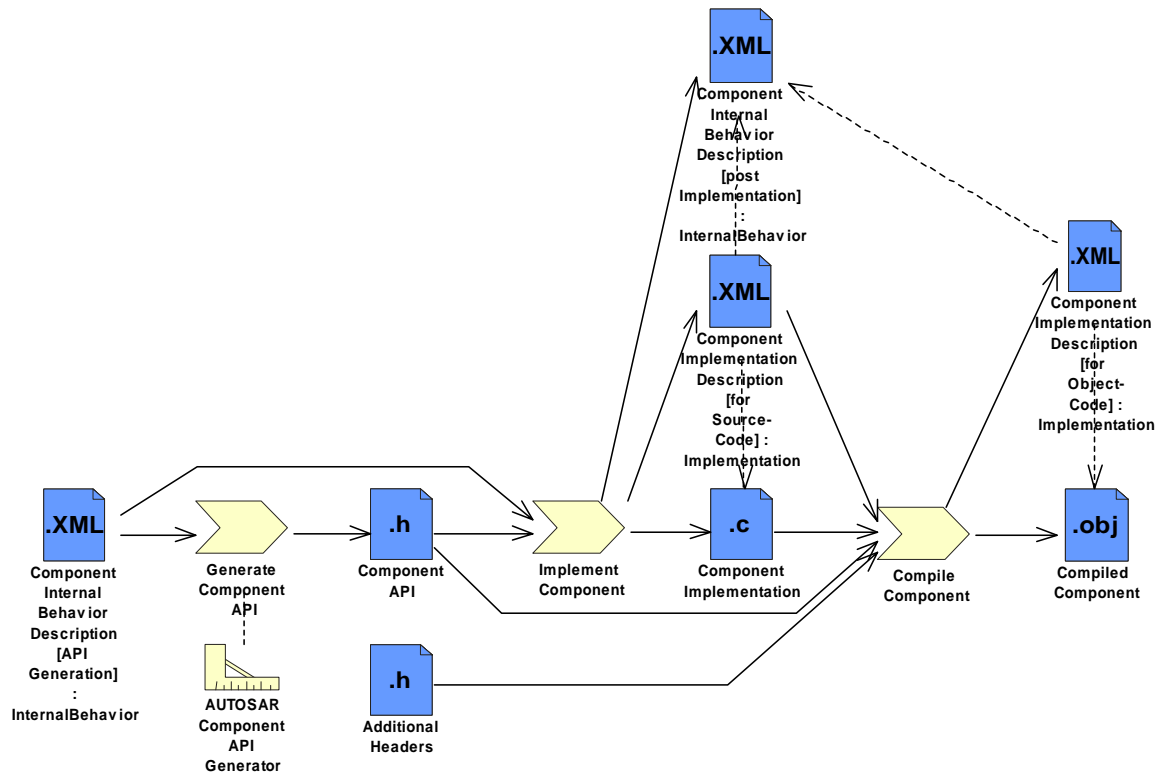 .XML
Component
Internal
Behavior
Description
[post
Implementation]
:
InternalBehavior
.XML
Component
Implementation
Description
[for
Source-
Code] :
Implementation
.XML
Component
Implementation
Description
[for
Object-
Code] :
Implementation
.XML
Component
Internal
Behavior
Description
[API
Generation]
:
InternalBehavior
Generate
Component
API
.h
Component
API
Implement
Component
.c
Component
Implementation
Compile
Component
.obj
Compiled
Component
AUTOSAR
Component
API
Generator
.h
Additional
Headers